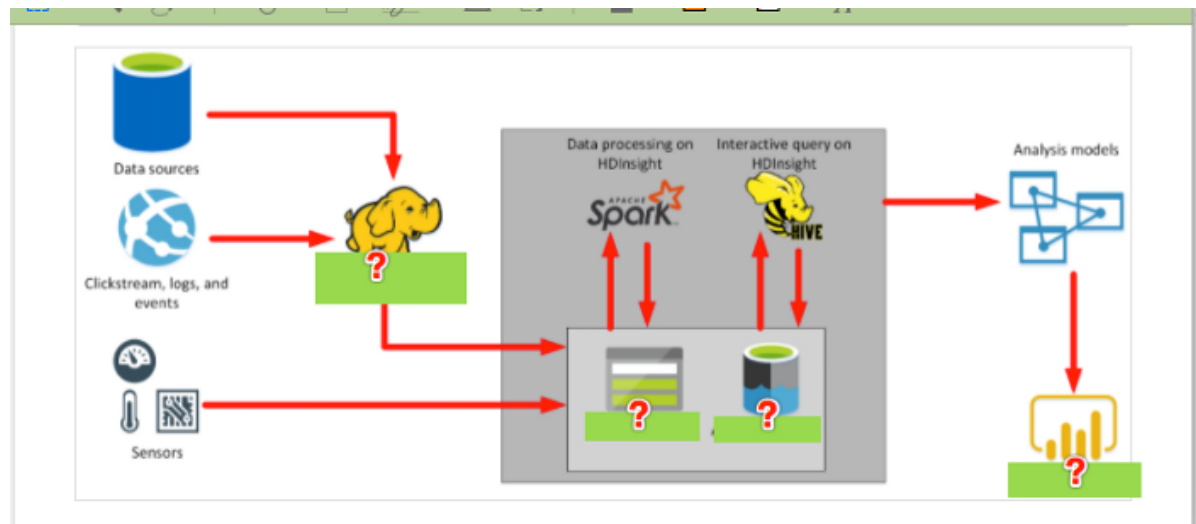 Data sources
Clickstream, logs, and
events
Sensors
?
Data processing on
HDInsight
APACHE
Spark
Interactive query on
HDInsight
HIVE
?
?
Analysis models
?